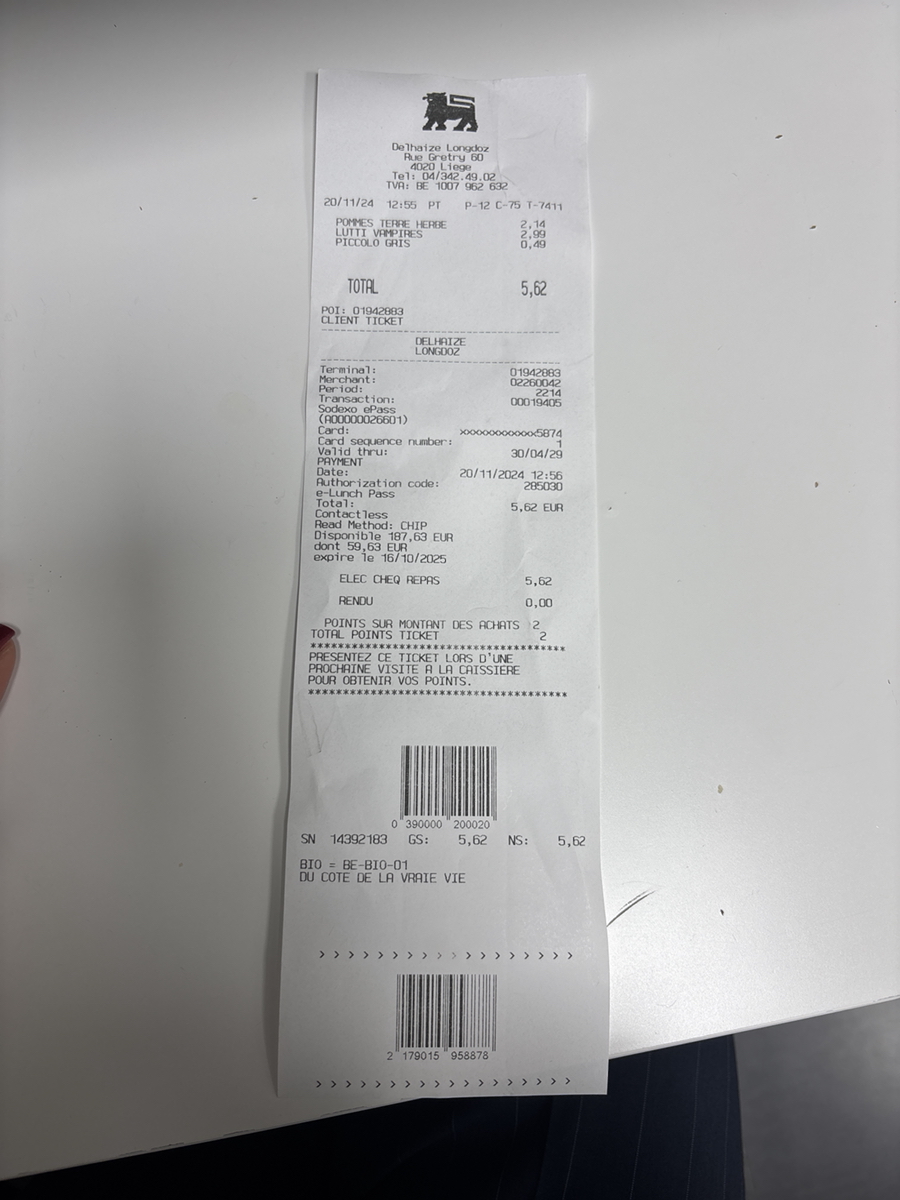 Delhaize Longdoz
Rue Gretry 60
4020 Liege
Tel: 04/342.49.02
TVA: BE 1007 962 632
20/11/24 12:55 PT P-12 C-75 T-7411
POMMES TERRE HERBE 2,14
LUTTI VAMPIRES 2,99
PICCOLO GRIS 0,49
TOTAL 5,62
POI: 01942883
CLIENT TICKET
DELHAIZE
LONGDOZ
Terminal: 01942883
Merchant: 02260042
Period: 2214
Transaction: 00019405
Sodexo ePass
(A00000026601)
Card: xxxxxxxxxxxxx5874
Card sequence number: 1
Valid thru: 30/04/29
PAYMENT
Date: 20/11/2024 12:56
Authorization code: 285030
e-Lunch Pass
Total: 5,62 EUR
Contactless
Read Method: CHIP
Disponible 187,63 EUR
dont 59,63 EUR
expire le 16/10/2025
ELEC CHEQ REPAS 5,62
RENDU 0,00
POINTS SUR MONTANT DES ACHATS 2
TOTAL POINTS TICKET 2
**************************************
PRESENTEZ CE TICKET LORS D'UNE
PROCHAINE VISITE A LA CAISSIERE
POUR OBTENIR VOS POINTS.
**************************************
0 390000 200020
SN 14392183 GS: 5,62 NS: 5,62
BIO = BE-BIO-01
DU COTE DE LA VRAIE VIE
> > > > > > > > > > > > > > > > > >
2 179015 958878
> > > > > > > > > > > > > > > > > >